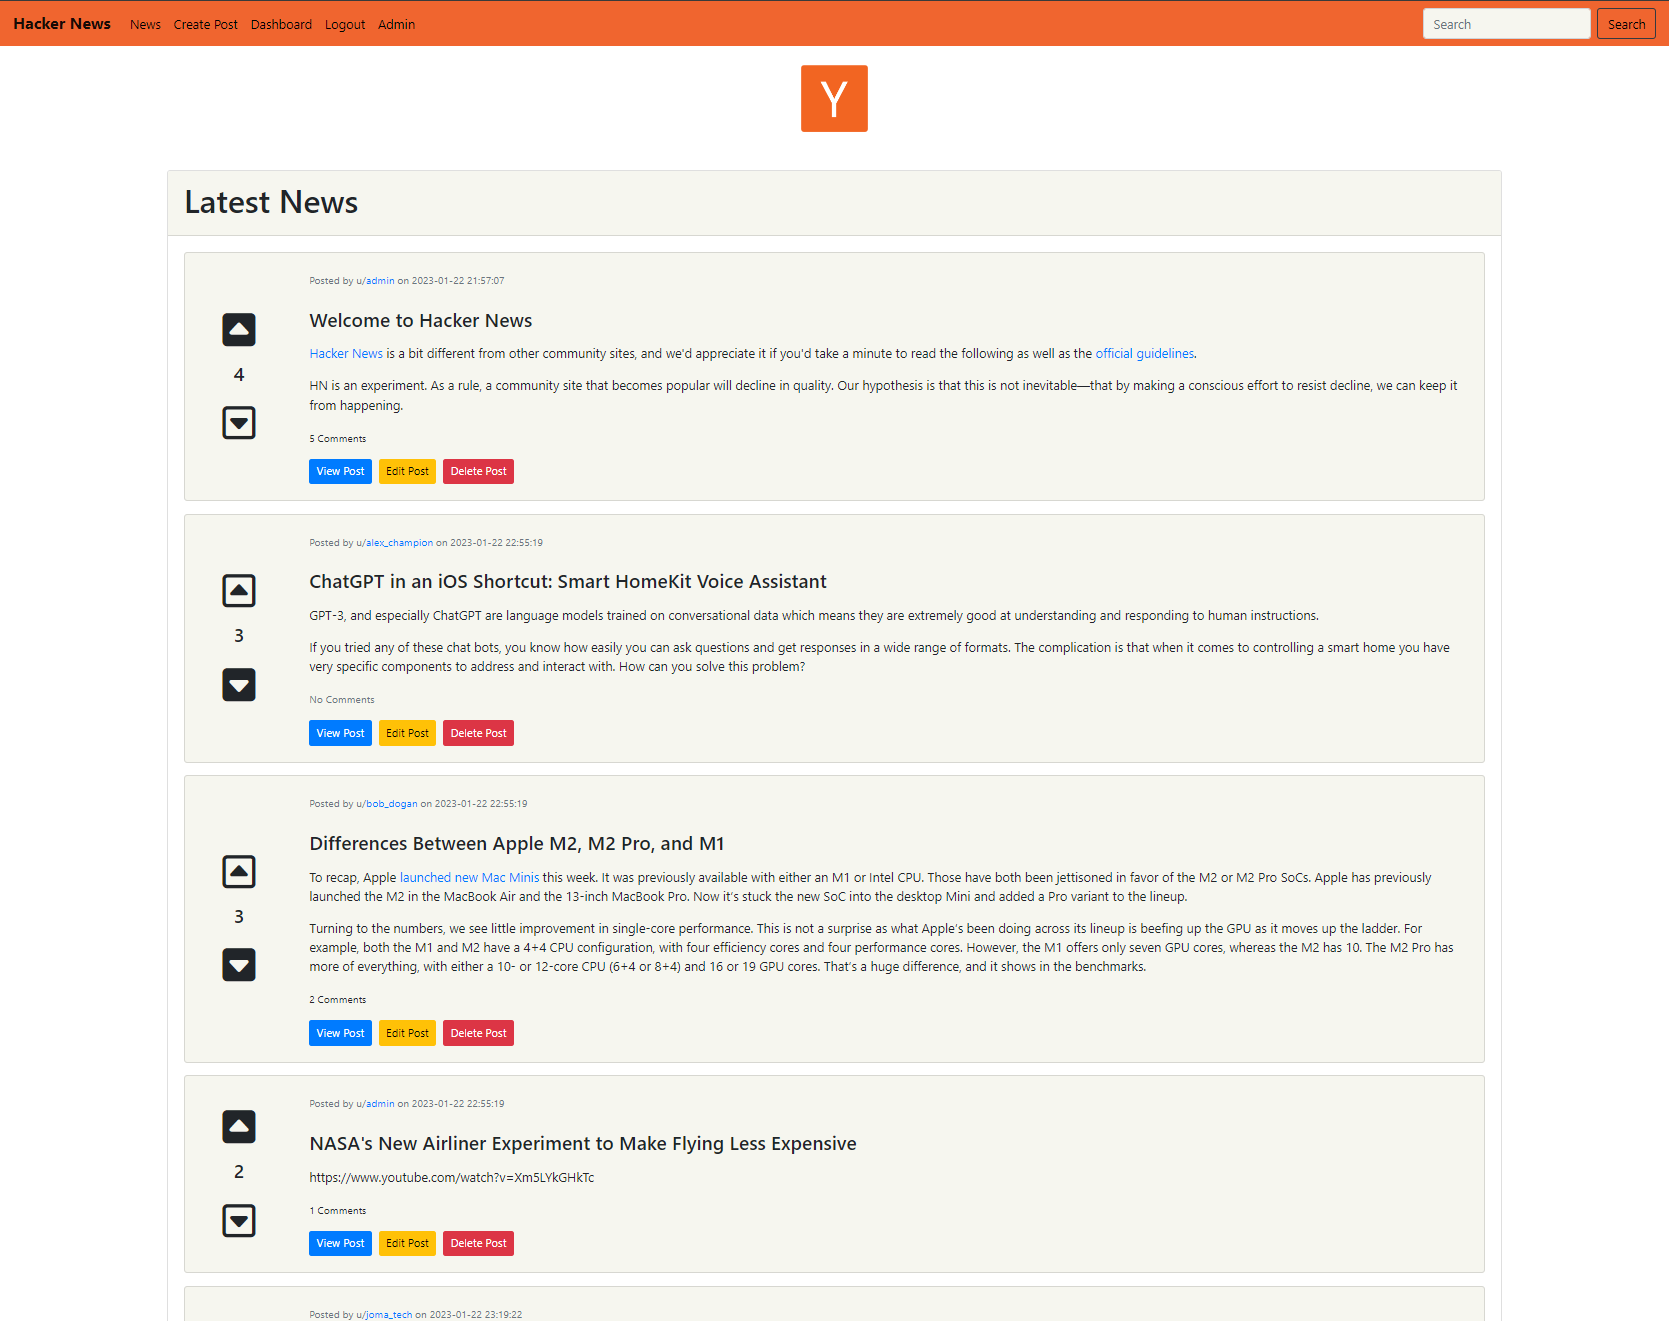 Hacker News News Create Post Dashboard Logout Admin Search Search
Y
Latest News
Posted by u/admin on 2023-01-22 21:57:07
Welcome to Hacker News
Hacker News is a bit different from other community sites, and we'd appreciate it if you'd take a minute to read the following as well as the official guidelines.
4
HN is an experiment. As a rule, a community site that becomes popular will decline in quality. Our hypothesis is that this is not inevitable—that by making a conscious effort to resist decline, we can keep it
from happening.
5 Comments
View Post Edit Post Delete Post
Posted by u/alex_champion on 2023-01-22 22:55:19
ChatGPT in an iOS Shortcut: Smart HomeKit Voice Assistant
GPT-3, and especially ChatGPT are language models trained on conversational data which means they are extremely good at understanding and responding to human instructions.
3
If you tried any of these chat bots, you know how easily you can ask questions and get responses in a wide range of formats. The complication is that when it comes to controlling a smart home you have
very specific components to address and interact with. How can you solve this problem?
No Comments
View Post Edit Post Delete Post
Posted by u/bob_dogan on 2023-01-22 22:55:19
Differences Between Apple M2, M2 Pro, and M1
To recap, Apple launched new Mac Minis this week. It was previously available with either an M1 or Intel CPU. Those have both been jettisoned in favor of the M2 or M2 Pro SoCs. Apple has previously
launched the M2 in the MacBook Air and the 13-inch MacBook Pro. Now it's stuck the new SoC into the desktop Mini and added a Pro variant to the lineup.
3
Turning to the numbers, we see little improvement in single-core performance. This is not a surprise as what Apple's been doing across its lineup is beefing up the GPU as it moves up the ladder. For
example, both the M1 and M2 have a 4+4 CPU configuration, with four efficiency cores and four performance cores. However, the M1 offers only seven GPU cores, whereas the M2 has 10. The M2 Pro has
more of everything, with either a 10- or 12-core CPU (6+4 or 8+4) and 16 or 19 GPU cores. That's a huge difference, and it shows in the benchmarks.
2 Comments
View Post Edit Post Delete Post
Posted by u/admin on 2023-01-22 22:55:19
NASA's New Airliner Experiment to Make Flying Less Expensive
2
https://www.youtube.com/watch?v=Xm5LYkGHkTc
1 Comments
View Post Edit Post Delete Post
Posted by u/joma_tech on 2023-01-22 23:19:22